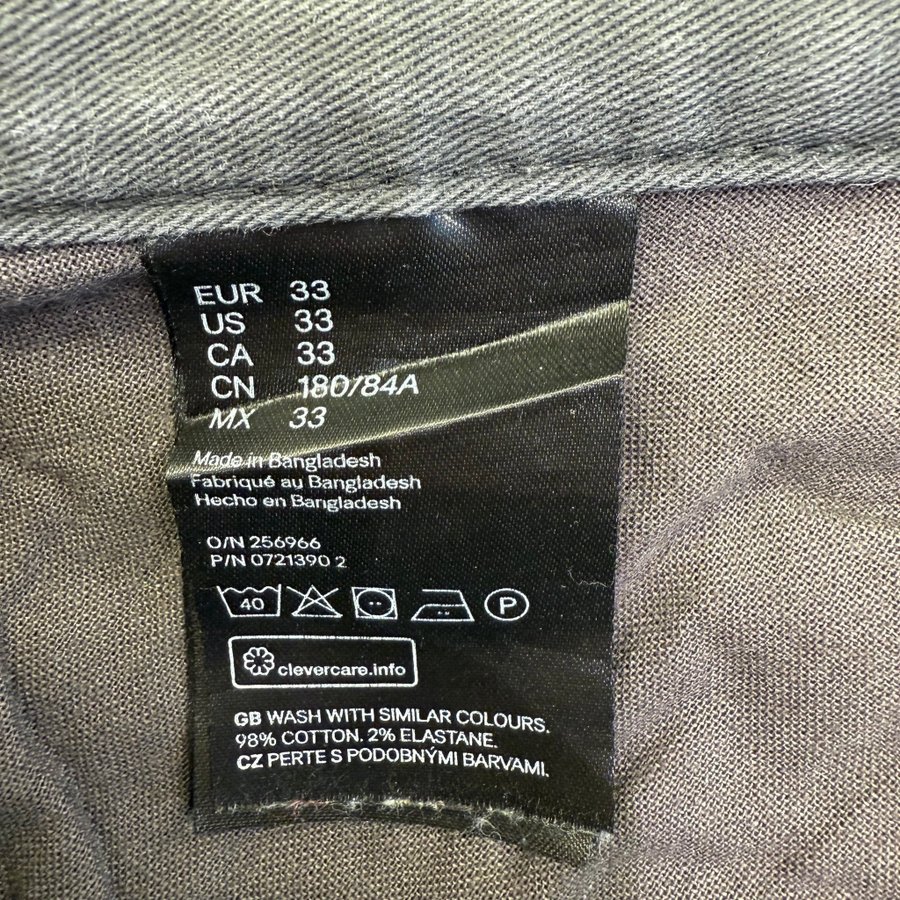 EUR 33
US 33
CA 33
CN 180/84A
MX 33
Made in Bangladesh
Fabriqué au Bangladesh
Hecho en Bangladesh
O/N 256966
P/N 0721390 2
40 P
clevercare.info
GB WASH WITH SIMILAR COLOURS.
98% COTTON. 2% ELASTANE.
CZ PERTE S PODOBNÝMI BARVAMI.